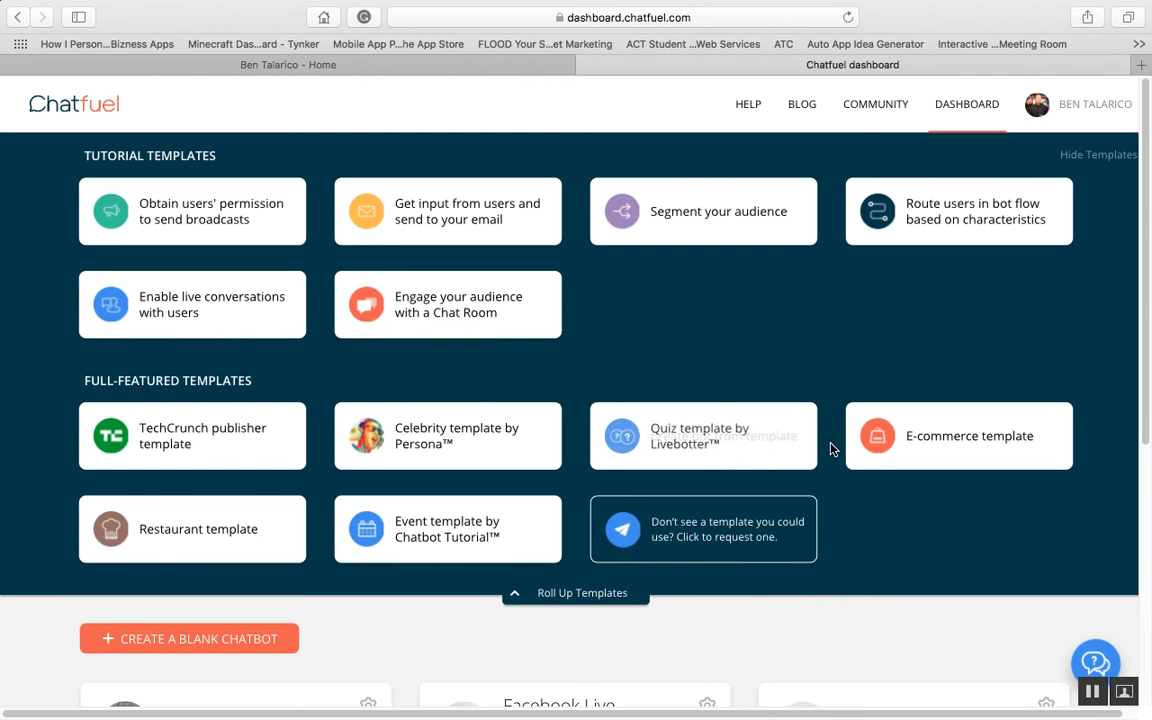 dashboard.chatfuel.com
How I Person...Bizness Apps
Minecraft Das...ard - Tynker
Mobile App P...he App Store
FLOOD Your S...et Marketing
ACT Student ...Web Services
ATC
Auto App Idea Generator
Interactive ...Meeting Room
Ben Talarico - Home
Chatfuel dashboard
Chatfuel
HELP
BLOG
COMMUNITY
DASHBOARD
BEN TALARICO
TUTORIAL TEMPLATES
Hide Templates
Obtain users' permission
to send broadcasts
Get input from users and
send to your email
Segment your audience
Route users in bot flow
based on characteristics
Enable live conversations
with users
Engage your audience
with a Chat Room
FULL-FEATURED TEMPLATES
TC
TechCrunch publisher
template
Celebrity template by
Persona™
Quiz template by
Livebotter™
Create bot from template
E-commerce template
Restaurant template
Event template by
Chatbot Tutorial™
Don't see a template you could
use? Click to request one.
Roll Up Templates
+ CREATE A BLANK CHATBOT
Facebook Live